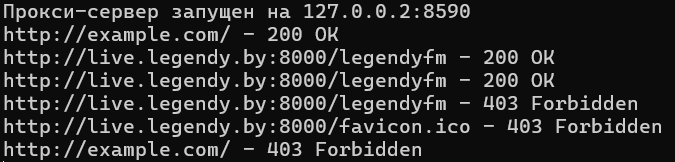 Прокси-сервер запущен на 127.0.0.2:8590
http://example.com/ - 200 OK
http://live.legendy.by:8000/legendyfm - 200 OK
http://live.legendy.by:8000/legendyfm - 200 OK
http://live.legendy.by:8000/legendyfm - 403 Forbidden
http://live.legendy.by:8000/favicon.ico - 403 Forbidden
http://example.com/ - 403 Forbidden